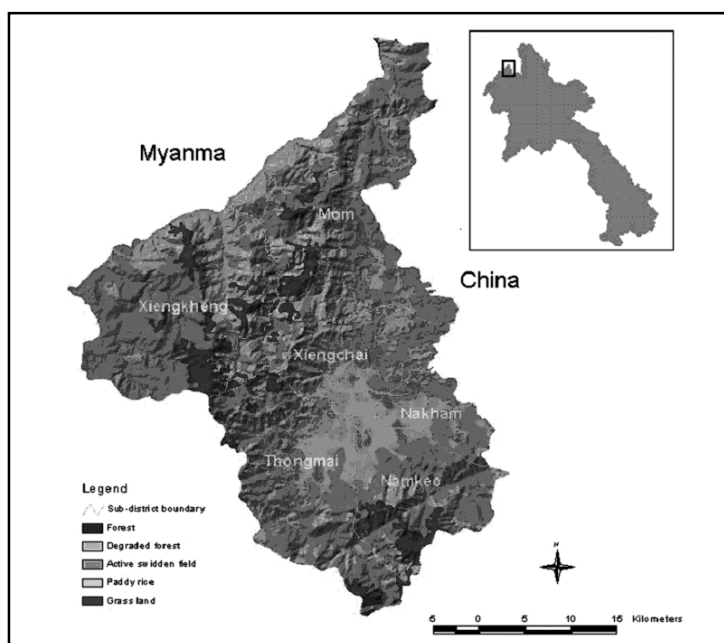 Myanma
China
Mom
Xiengkheng
Xiengchai
Nakham
Thongmai
Namkeo
Legend
Sub-district boundary
Forest
Degraded forest
Active swidden field
Paddy rice
Grass land
N
5 0 5 10 15 Kilometers